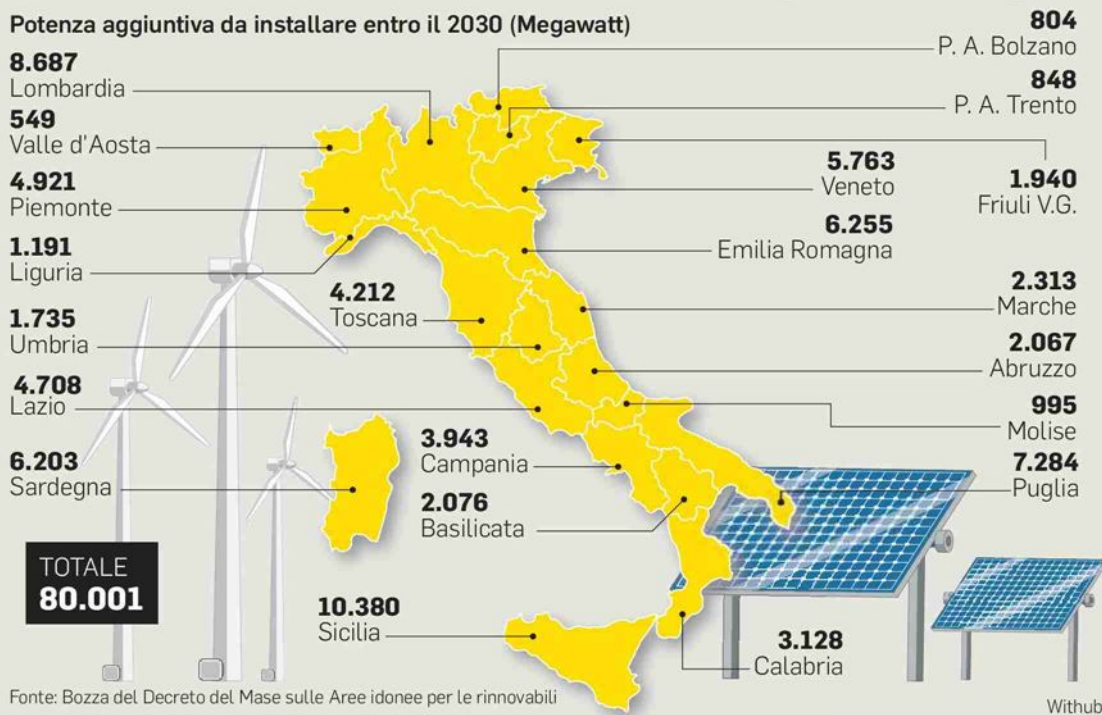 Potenza aggiuntiva da installare entro il 2030 (Megawatt)
8.687
Lombardia
549
Valle d'Aosta
4.921
Piemonte
1.191
Liguria
4.212
Toscana
1.735
Umbria
4.708
Lazio
6.203
Sardegna
3.943
Campania
2.076
Basilicata
10.380
Sicilia
804
P. A. Bolzano
848
P. A. Trento
5.763
Veneto
1.940
Friuli V.G.
6.255
Emilia Romagna
2.313
Marche
2.067
Abruzzo
995
Molise
7.284
Puglia
3.128
Calabria
TOTALE
80.001
Fonte: Bozza del Decreto del Mase sulle Aree idonee per le rinnovabili
Withub